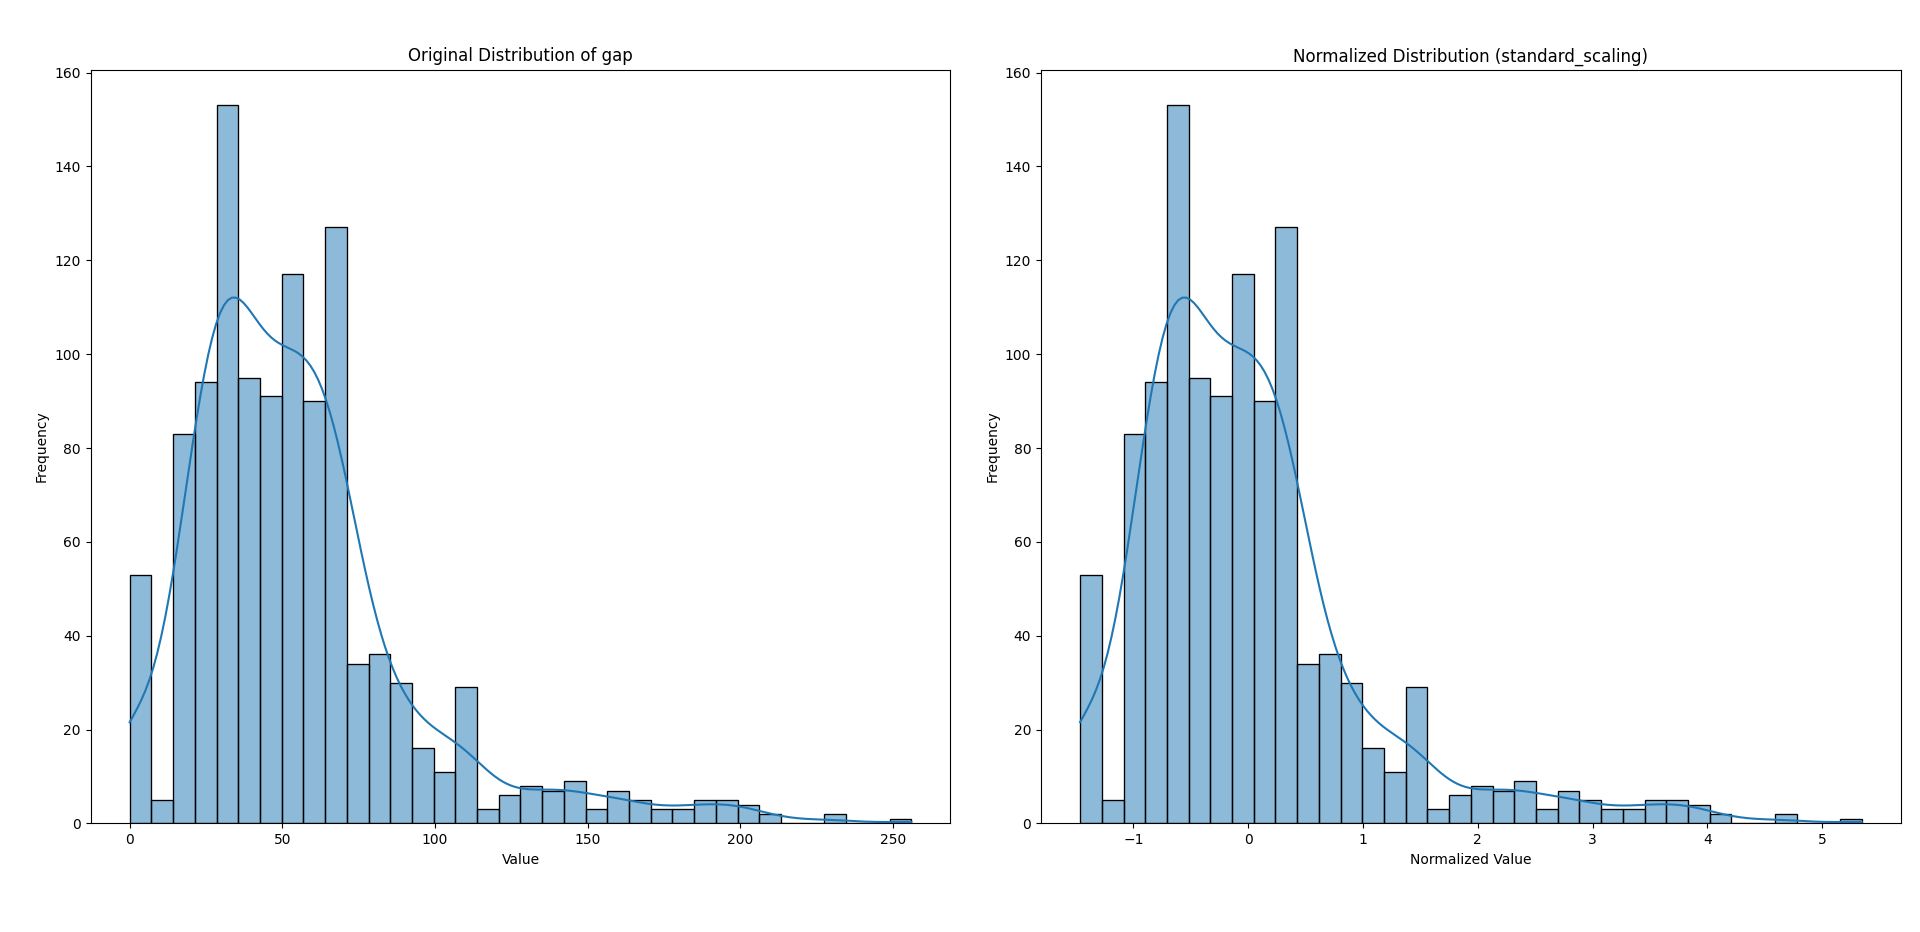 Original Distribution of gap
160
140
120
100
80
60
40
20
0
Frequency
0 50 100 150 200 250
Value
Normalized Distribution (standard_scaling)
160
140
120
100
80
60
40
20
0
Frequency
−1 0 1 2 3 4 5
Normalized Value